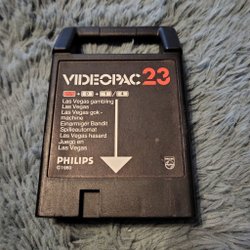 VIDEOPAC 23
Las Vegas gambling
Las Vegas
Las Vegas gok-
machine
Einarmiger Bandit
Spilleautomat
Las Vegas hasard
Juego en
Las Vegas
PHILIPS
©1980